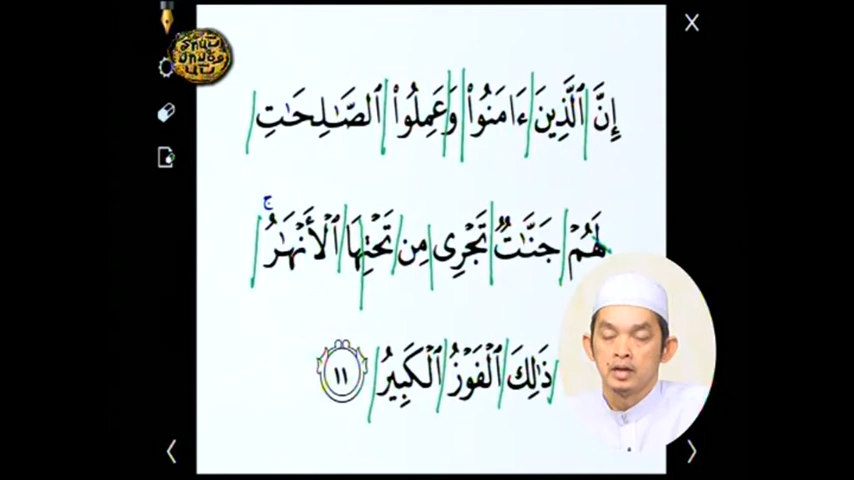 إِنَّ ٱلَّذِينَ ءَامَنُوا۟ وَعَمِلُوا۟ ٱلصَّـٰلِحَـٰتِ
لَهُمْ جَنَّـٰتٌ تَجْرِى مِن تَحْتِهَا ٱلْأَنْهَـٰرُ ۚ
ذَٰلِكَ ٱلْفَوْزُ ٱلْكَبِيرُ ١١